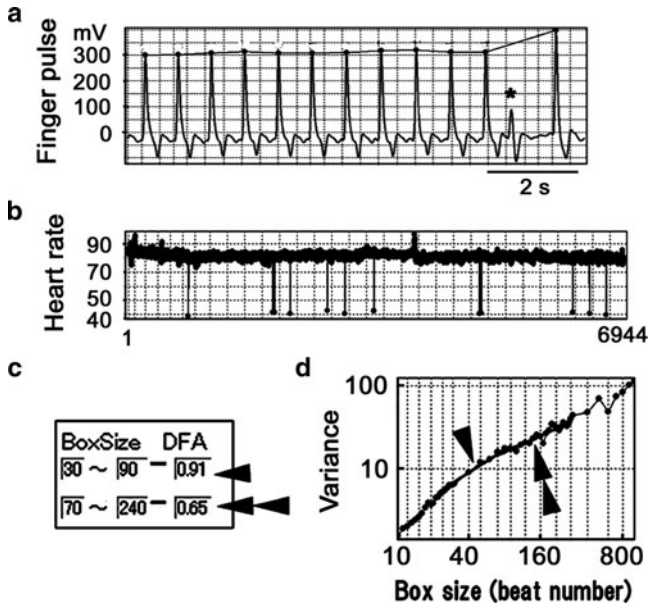 a
mV
300
200
100
0
Finger pulse
*
2 s
b
90
70
50
40
Heart rate
1
6944
c
BoxSize DFA
30 ~ 90 - 0.91
70 ~ 240 - 0.65
d
100
10
Variance
10
40
160
800
Box size (beat number)